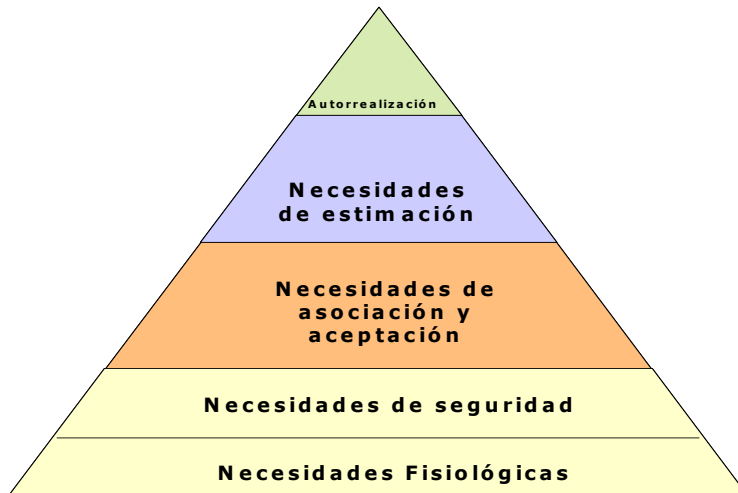 Autorrealización
Necesidades
de estimación
Necesidades de
asociación y
aceptación
Necesidades de seguridad
Necesidades Fisiológicas